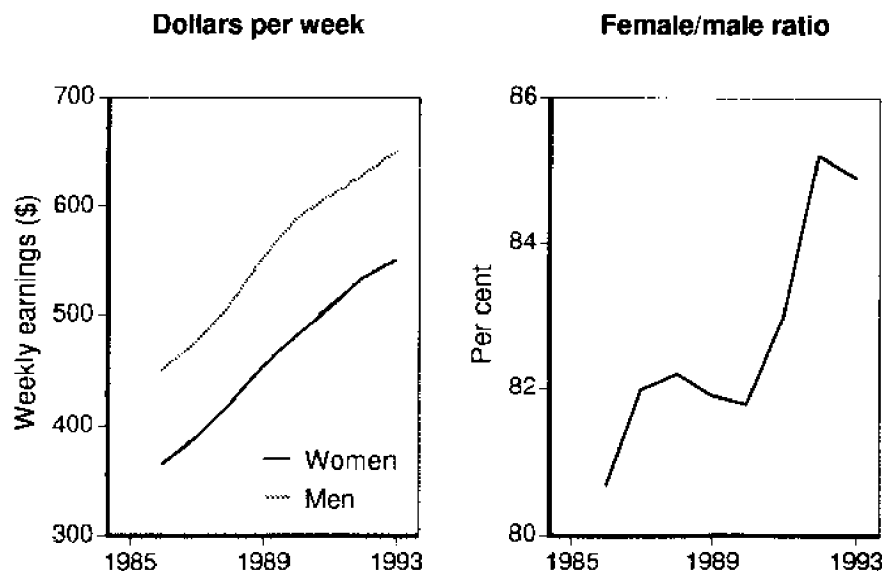 Dollars per week
700
600
500
400
300
Weekly earnings ($)
Women
Men
1985
1989
1993
Female/male ratio
86
84
82
80
Per cent
1985
1989
1993